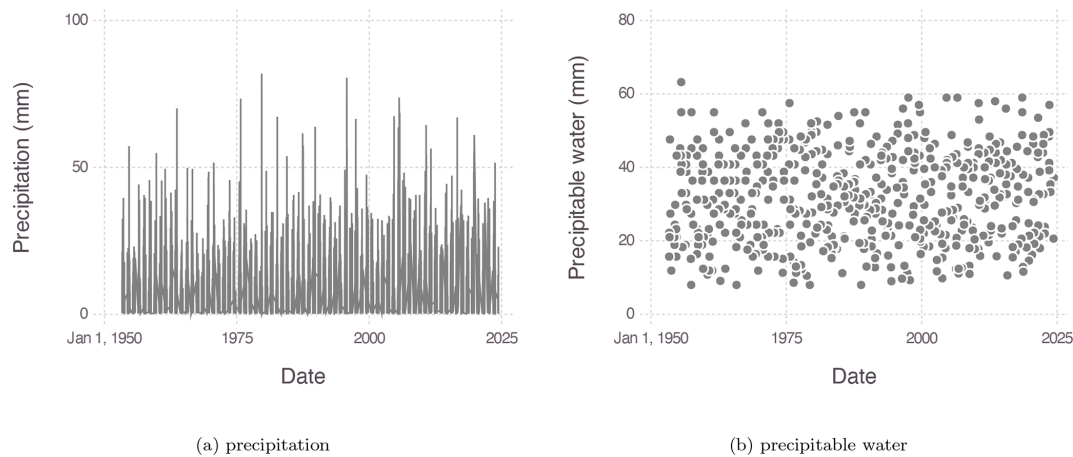 100
50
0
Jan 1, 1950
1975
2000
2025
Precipitation (mm)
Date
(a) precipitation
80
60
40
20
0
Jan 1, 1950
1975
2000
2025
Precipitable water (mm)
Date
(b) precipitable water